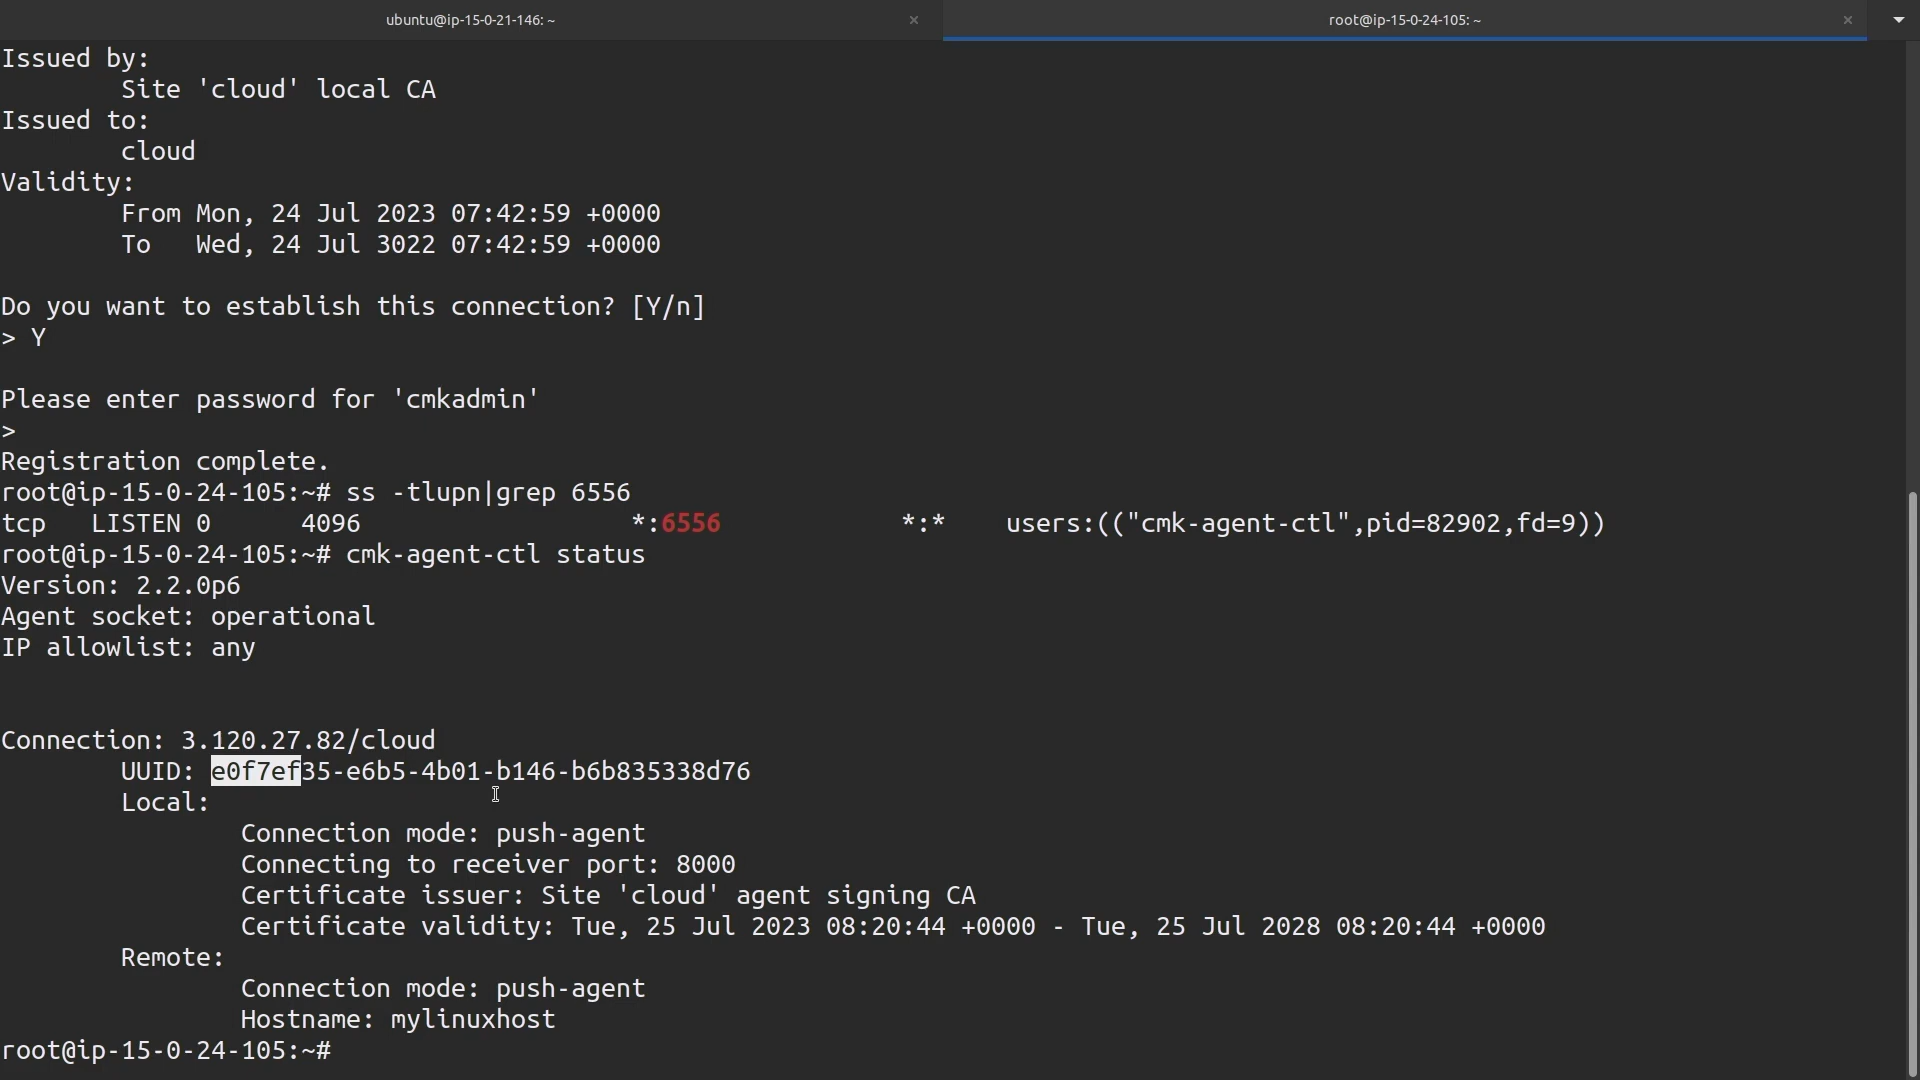 ubuntu@ip-15-0-21-146: ~
root@ip-15-0-24-105: ~
Issued by:
Site 'cloud' local CA
Issued to:
cloud
Validity:
From Mon, 24 Jul 2023 07:42:59 +0000
To   Wed, 24 Jul 3022 07:42:59 +0000
Do you want to establish this connection? [Y/n]
> Y
Please enter password for 'cmkadmin'
>
Registration complete.
root@ip-15-0-24-105:~# ss -tlupn|grep 6556
tcp   LISTEN 0      4096                  *:6556            *:*    users:(("cmk-agent-ctl",pid=82902,fd=9))
root@ip-15-0-24-105:~# cmk-agent-ctl status
Version: 2.2.0p6
Agent socket: operational
IP allowlist: any
Connection: 3.120.27.82/cloud
UUID: e0f7ef35-e6b5-4b01-b146-b6b835338d76
Local:
Connection mode: push-agent
Connecting to receiver port: 8000
Certificate issuer: Site 'cloud' agent signing CA
Certificate validity: Tue, 25 Jul 2023 08:20:44 +0000 - Tue, 25 Jul 2028 08:20:44 +0000
Remote:
Connection mode: push-agent
Hostname: mylinuxhost
root@ip-15-0-24-105:~#